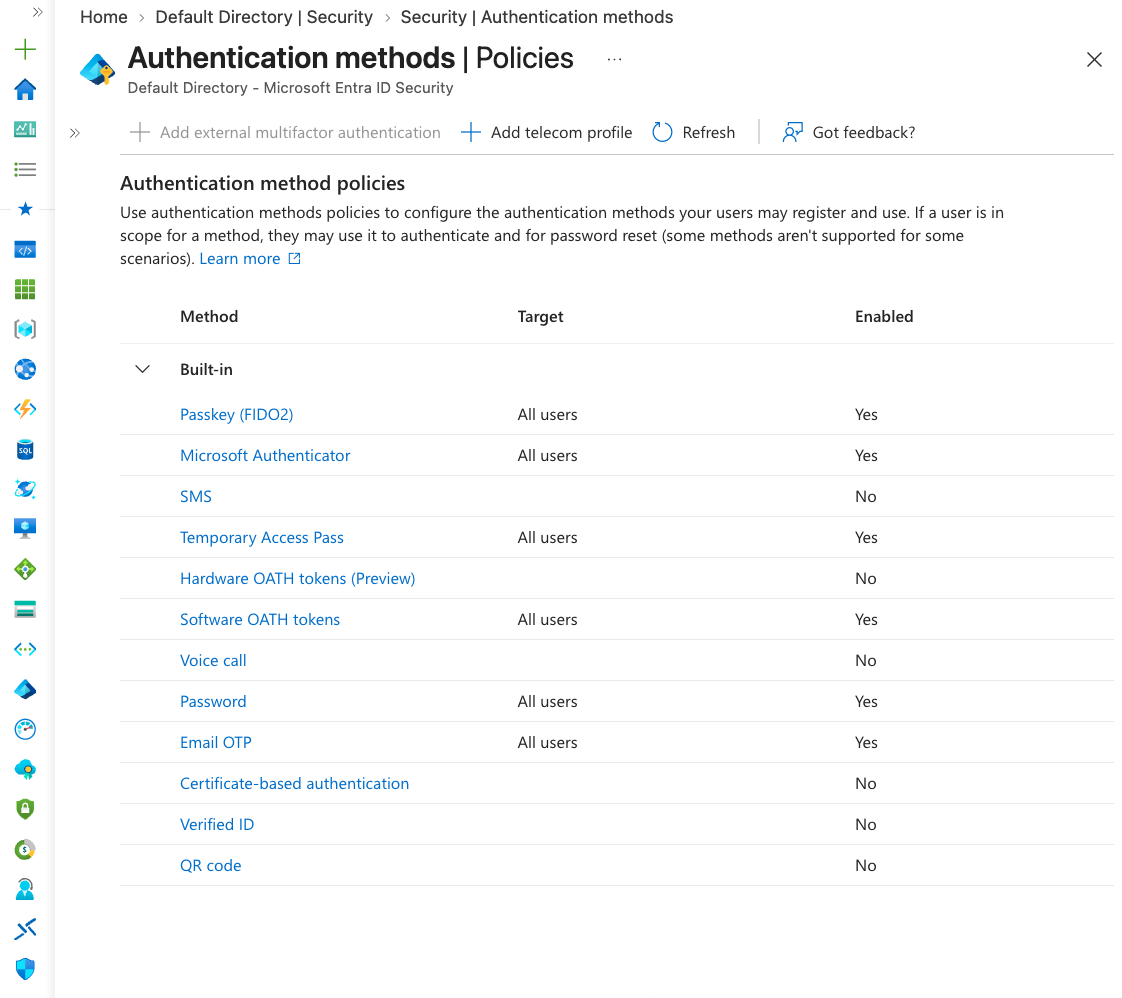 Home > Default Directory | Security > Security | Authentication methods
Authentication methods | Policies ...
Default Directory - Microsoft Entra ID Security
Add external multifactor authentication Add telecom profile Refresh Got feedback?
Authentication method policies
Use authentication methods policies to configure the authentication methods your users may register and use. If a user is in
scope for a method, they may use it to authenticate and for password reset (some methods aren't supported for some
scenarios). Learn more
Method Target Enabled
Built-in
Passkey (FIDO2) All users Yes
Microsoft Authenticator All users Yes
SMS No
Temporary Access Pass All users Yes
Hardware OATH tokens (Preview) No
Software OATH tokens All users Yes
Voice call No
Password All users Yes
Email OTP All users Yes
Certificate-based authentication No
Verified ID No
QR code No
SQL